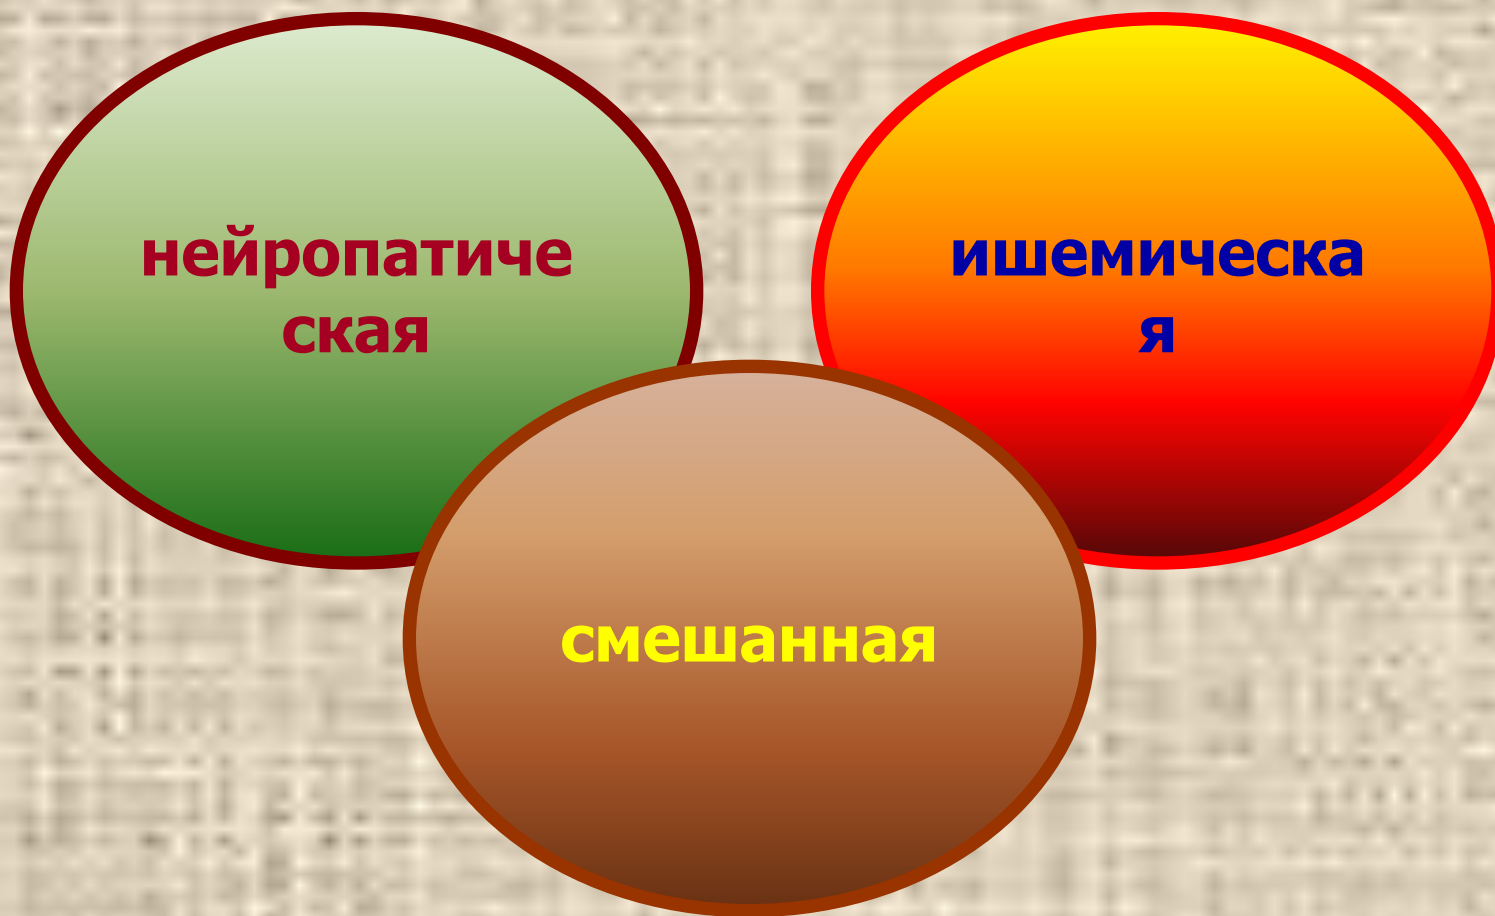 нейропатиче
ская
ишемическа
я
смешанная